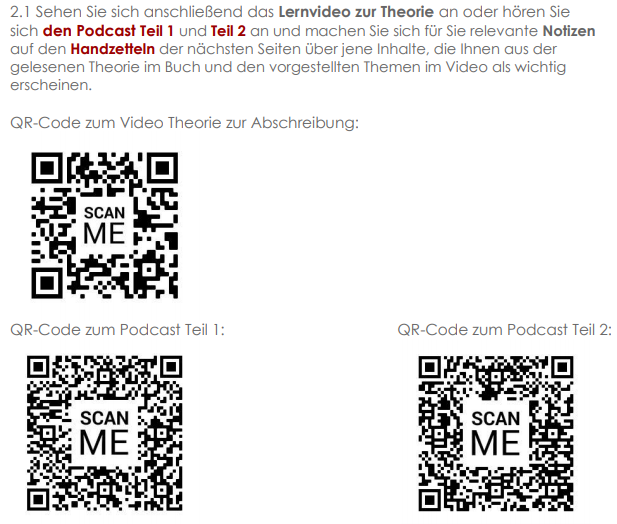 2.1 Sehen Sie sich anschließend das Lernvideo zur Theorie an oder hören Sie
sich den Podcast Teil 1 und Teil 2 an und machen Sie sich für Sie relevante Notizen
auf den Handzetteln der nächsten Seiten über jene Inhalte, die Ihnen aus der
gelesenen Theorie im Buch und den vorgestellten Themen im Video als wichtig
erscheinen.
QR-Code zum Video Theorie zur Abschreibung:
SCAN
ME
QR-Code zum Podcast Teil 1:
QR-Code zum Podcast Teil 2:
SCAN
ME
SCAN
ME